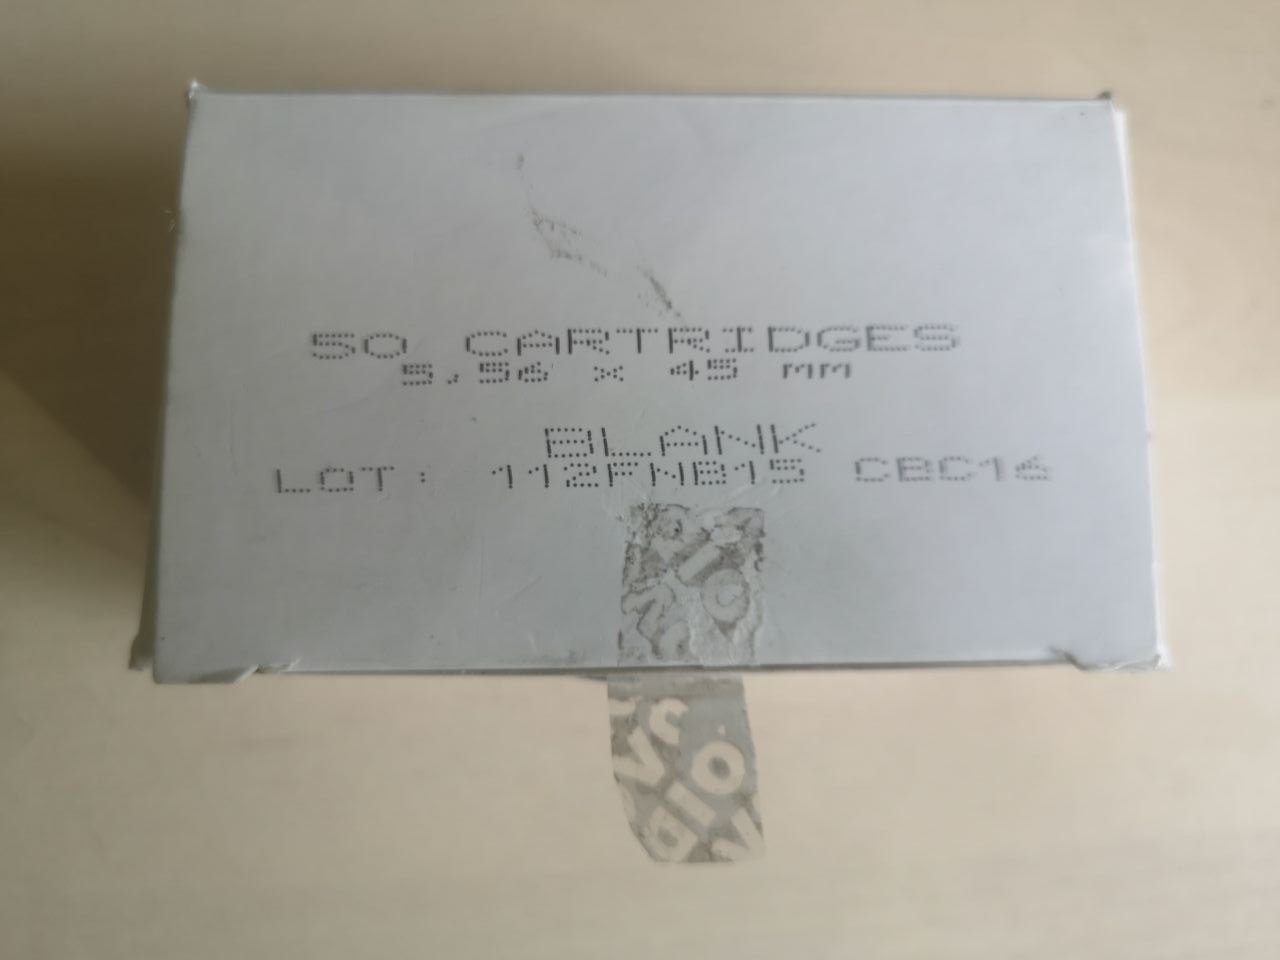 50 CARTRIDGES
5,56 x 45 MM
BLANK
LOT: 112FNB15 CBC16